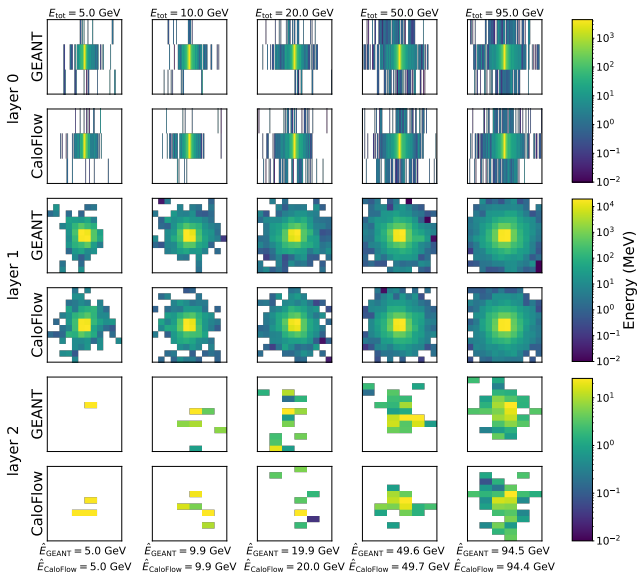 E_tot = 5.0 GeV E_tot = 10.0 GeV E_tot = 20.0 GeV E_tot = 50.0 GeV E_tot = 95.0 GeV
layer 0
GEANT
CaloFlow
10^3
10^2
10^1
10^0
10^−1
10^−2
layer 1
GEANT
CaloFlow
10^4
10^3
10^2
10^1
10^0
10^−1
10^−2
Energy (MeV)
layer 2
GEANT
CaloFlow
10^1
10^0
10^−1
10^−2
Ê_GEANT = 5.0 GeV Ê_GEANT = 9.9 GeV Ê_GEANT = 19.9 GeV Ê_GEANT = 49.6 GeV Ê_GEANT = 94.5 GeV
Ê_CaloFlow = 5.0 GeV Ê_CaloFlow = 9.9 GeV Ê_CaloFlow = 20.0 GeV Ê_CaloFlow = 49.7 GeV Ê_CaloFlow = 94.4 GeV